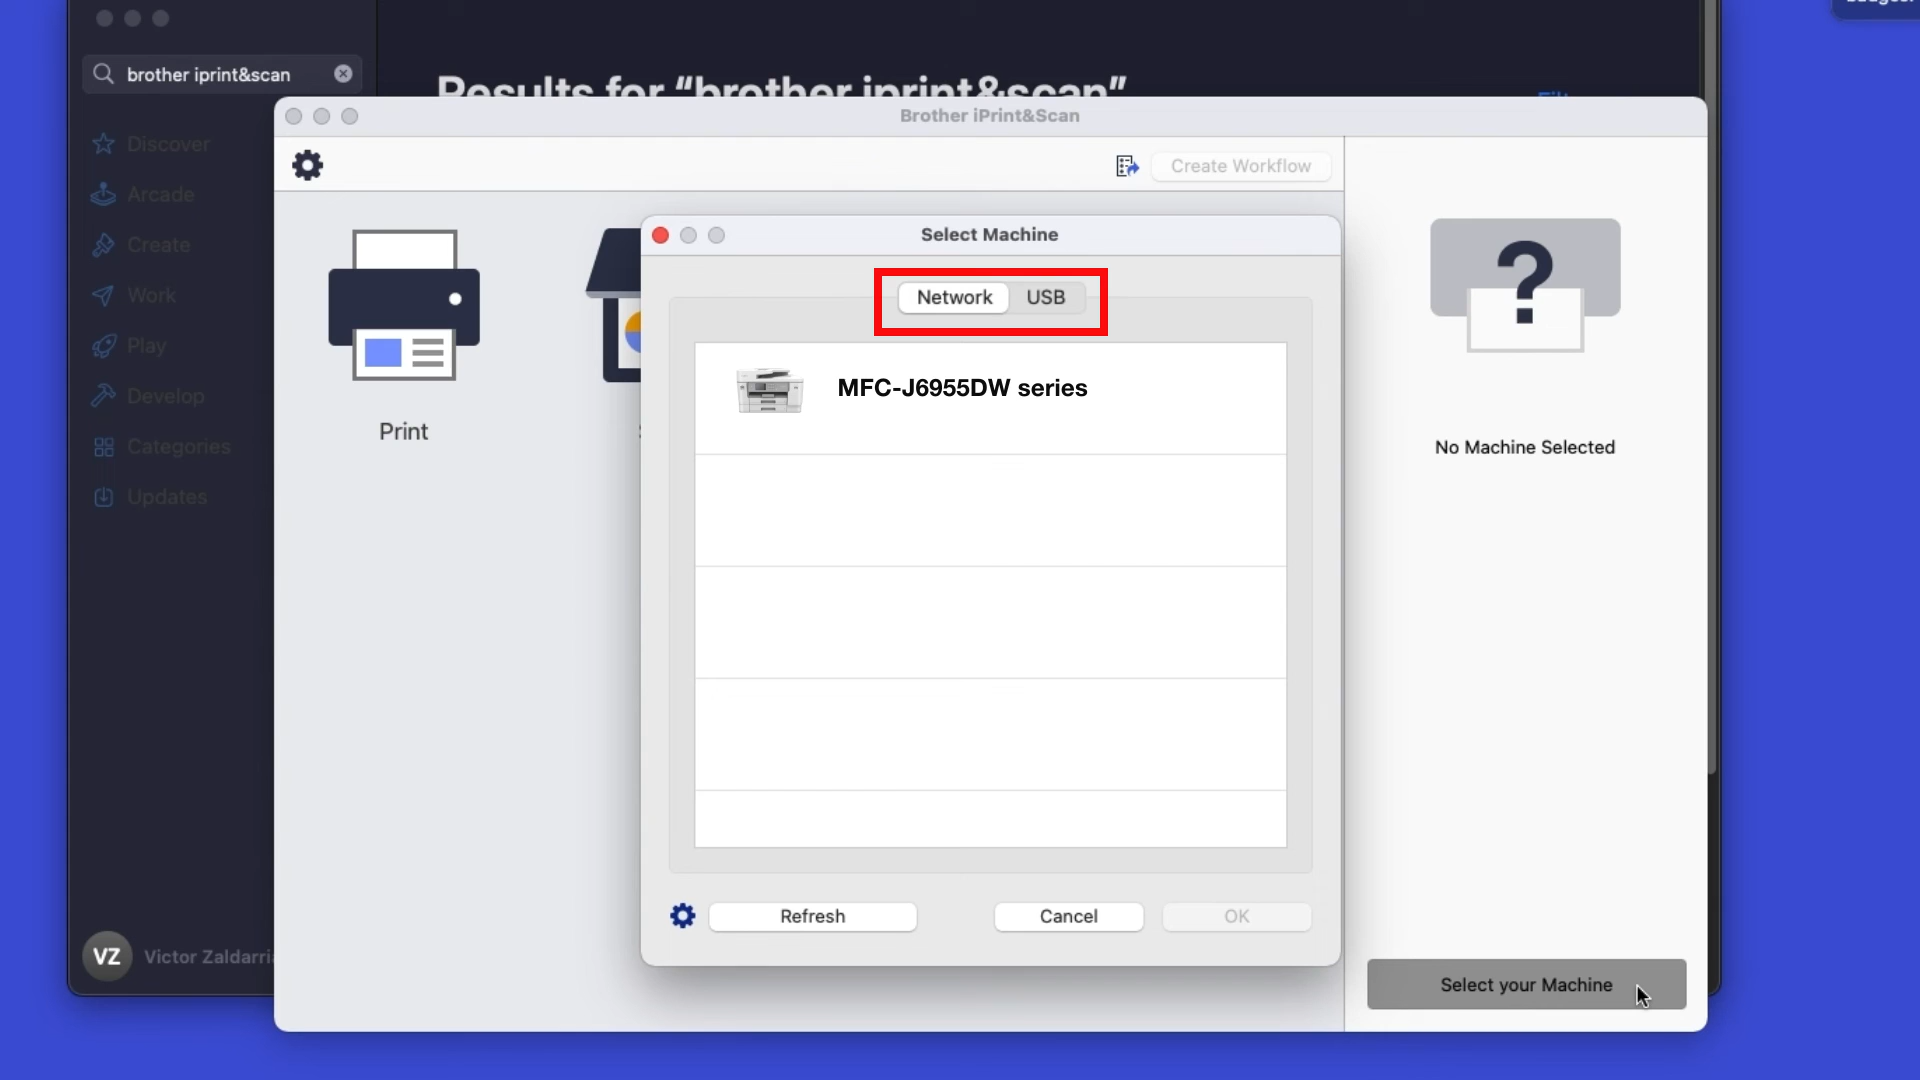 brother iprint&scan
Results for “brother iprint&scan”
Discover
Arcade
Create
Work
Play
Develop
Categories
Updates
VZ
Brother iPrint&Scan
Create Workflow
Print
Select Machine
Network
USB
MFC-J6955DW series
Refresh
Cancel
OK
No Machine Selected
Select your Machine